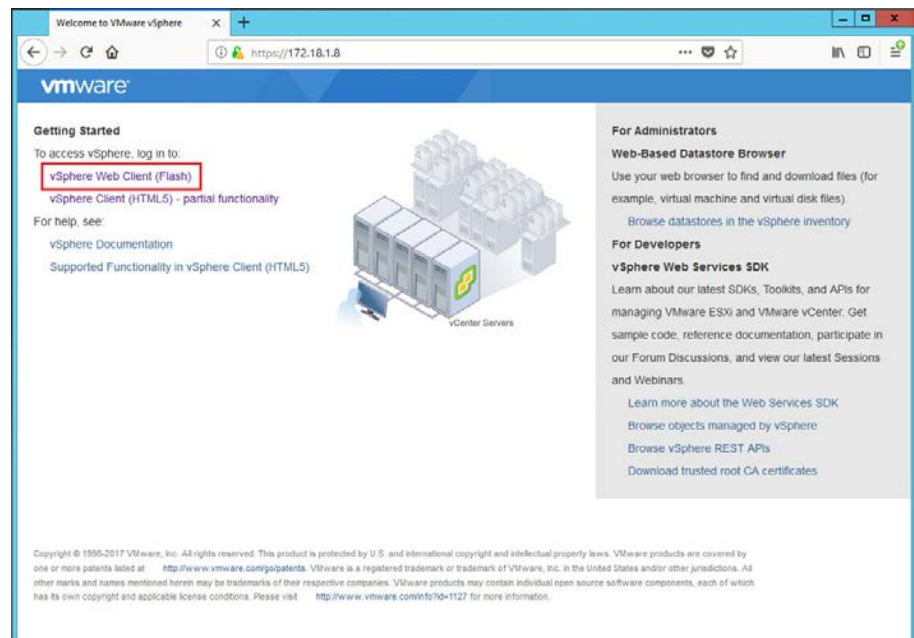 Welcome to VMware vSphere
https://172.18.1.8
vmware
Getting Started
To access vSphere, log in to:
vSphere Web Client (Flash)
vSphere Client (HTML5) - partial functionality
For help, see:
vSphere Documentation
Supported Functionality in vSphere Client (HTML5)
vCenter Servers
For Administrators
Web-Based Datastore Browser
Use your web browser to find and download files (for
example, virtual machine and virtual disk files).
Browse datastores in the vSphere inventory
For Developers
vSphere Web Services SDK
Learn about our latest SDKs, Toolkits, and APIs for
managing VMware ESXi and VMware vCenter. Get
sample code, reference documentation, participate in
our Forum Discussions, and view our latest Sessions
and Webinars.
Learn more about the Web Services SDK
Browse objects managed by vSphere
Browse vSphere REST APIs
Download trusted root CA certificates
Copyright © 1998-2017 VMware, Inc. All rights reserved. This product is protected by U.S. and international copyright and intellectual property laws. VMware products are covered by
one or more patents listed at http://www.vmware.com/go/patents. VMware is a registered trademark or trademark of VMware, Inc. in the United States and/or other jurisdictions. All
other marks and names mentioned herein may be trademarks of their respective companies. VMware products may contain individual open source software components, each of which
has its own copyright and applicable license conditions. Please visit http://www.vmware.com/info?id=1127 for more information.